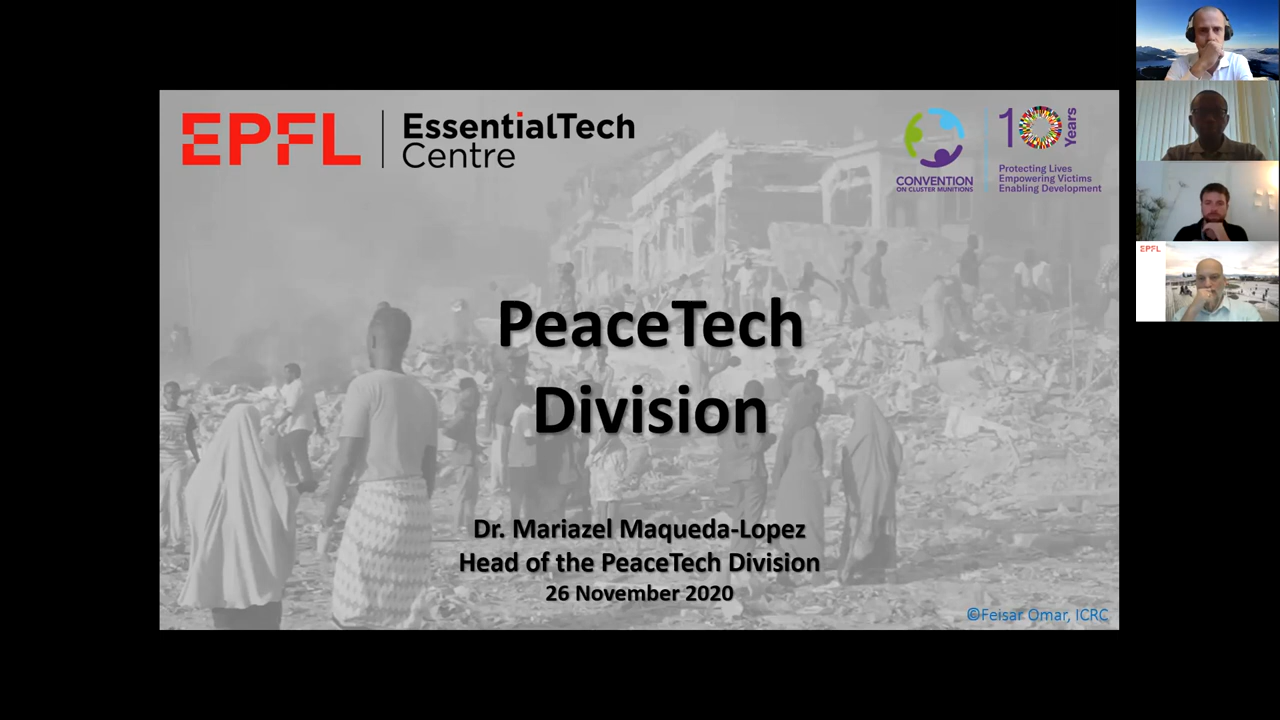 EPFL
EssentialTech
Centre
CONVENTION
ON CLUSTER MUNITIONS
10 Years
Protecting Lives
Empowering Victims
Enabling Development
EPFL
PeaceTech
Division
Dr. Mariazel Maqueda-Lopez
Head of the PeaceTech Division
26 November 2020
©Feisar Omar, ICRC